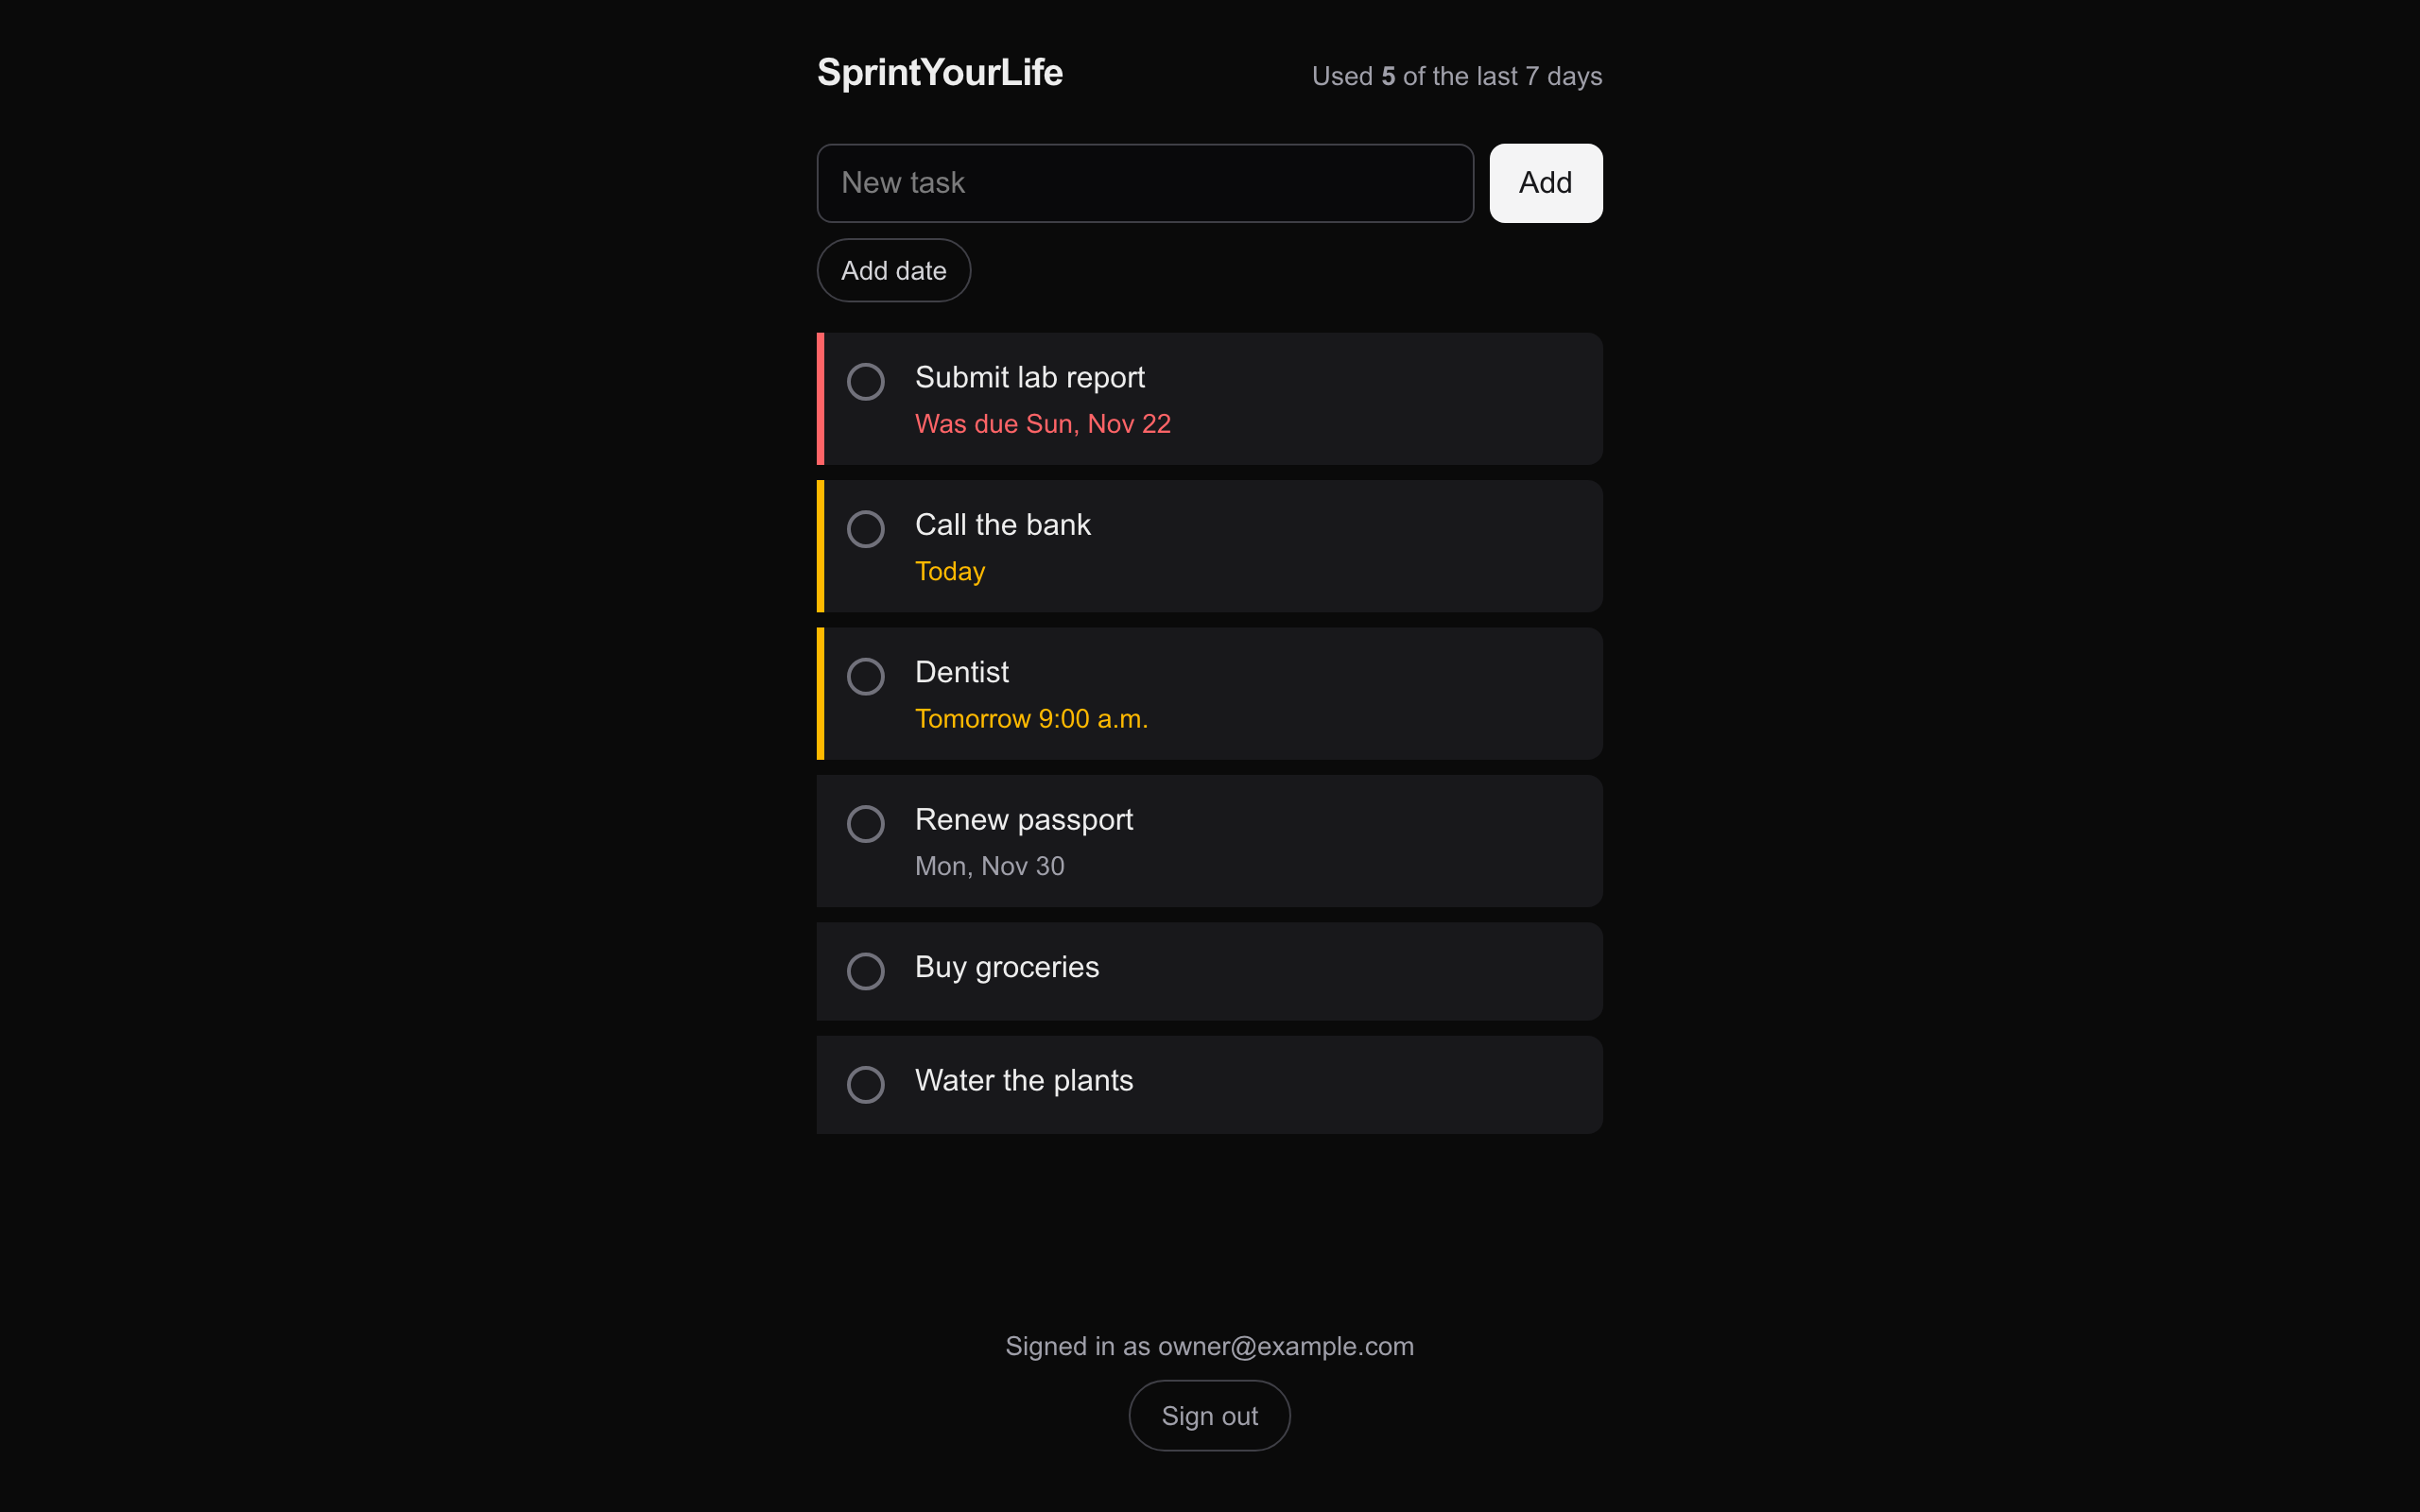 SprintYourLife
Used 5 of the last 7 days
New task
Add
Add date
Submit lab report
Was due Sun, Nov 22
Call the bank
Today
Dentist
Tomorrow 9:00 a.m.
Renew passport
Mon, Nov 30
Buy groceries
Water the plants
Signed in as owner@example.com
Sign out